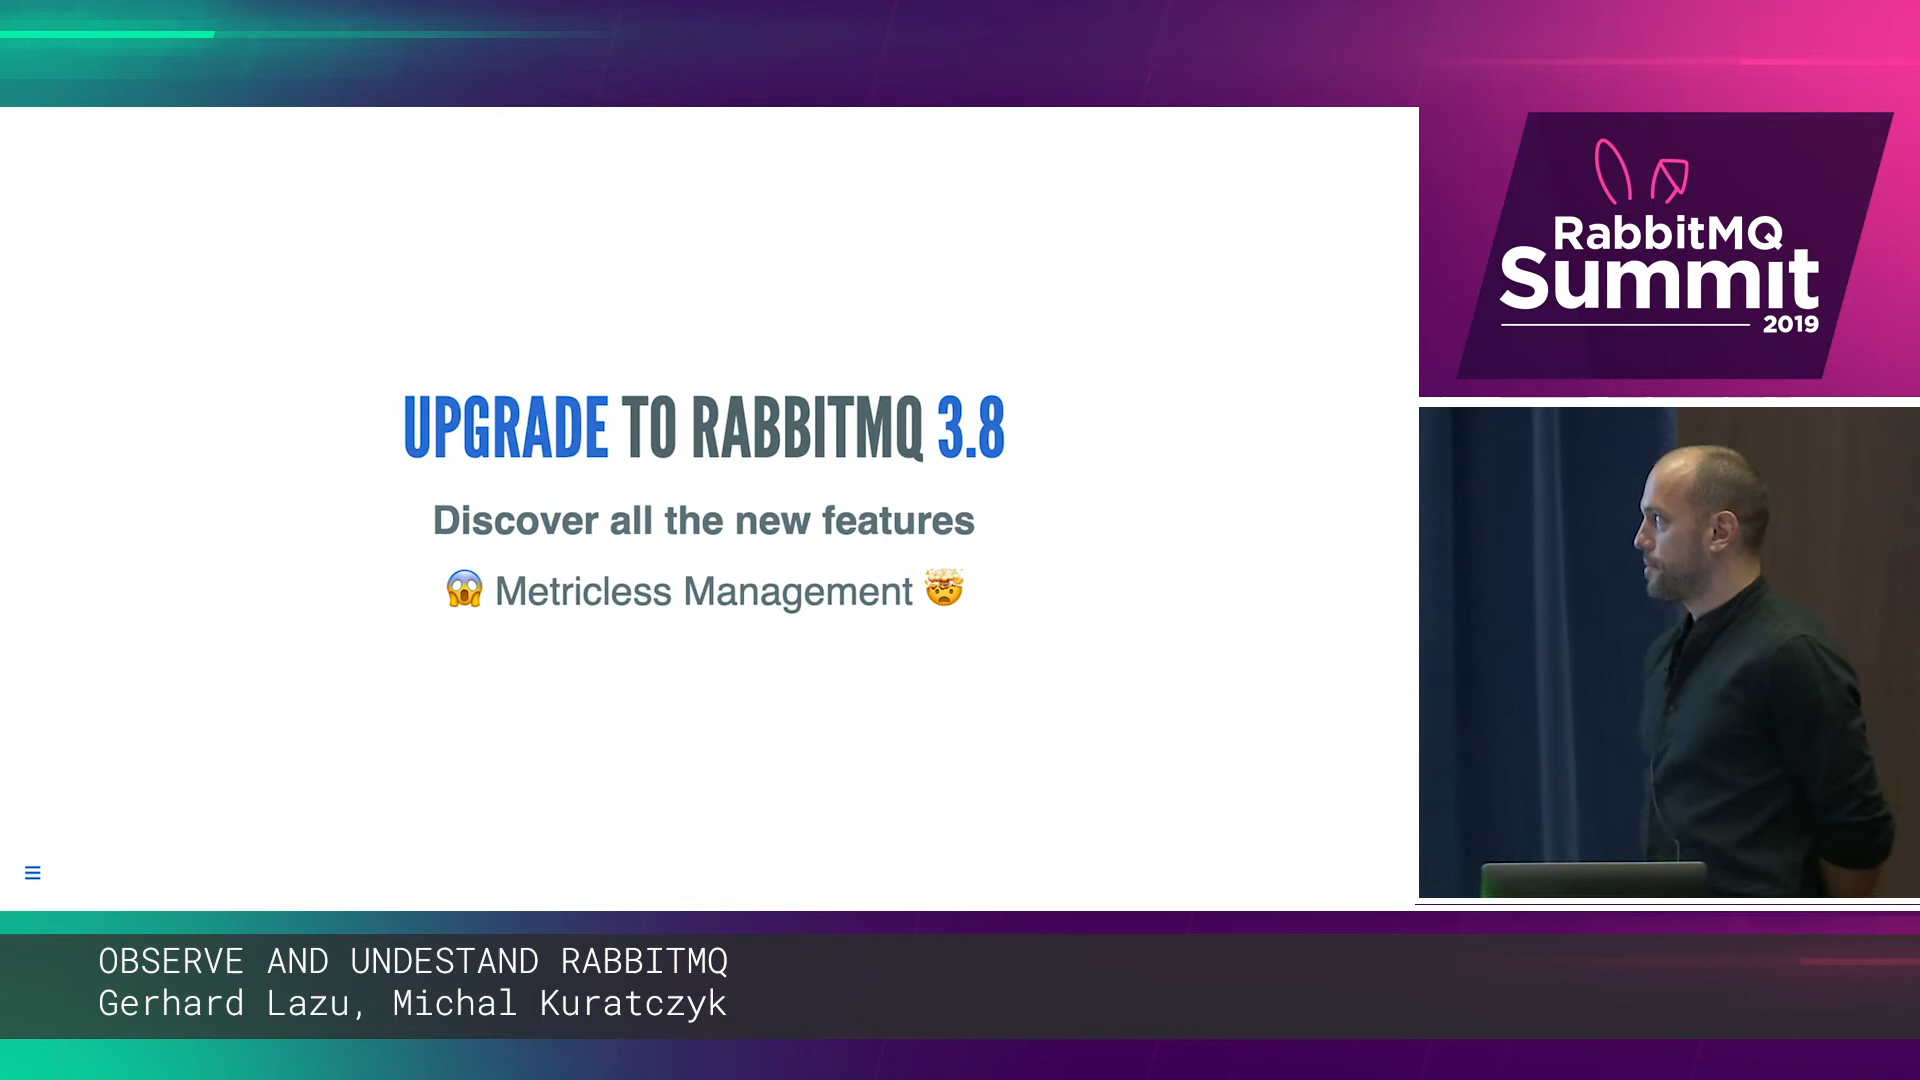 UPGRADE TO RABBITMQ 3.8
Discover all the new features
😱 Metricless Management 🤯
RabbitMQ
Summit
2019
OBSERVE AND UNDESTAND RABBITMQ
Gerhard Lazu, Michal Kuratczyk